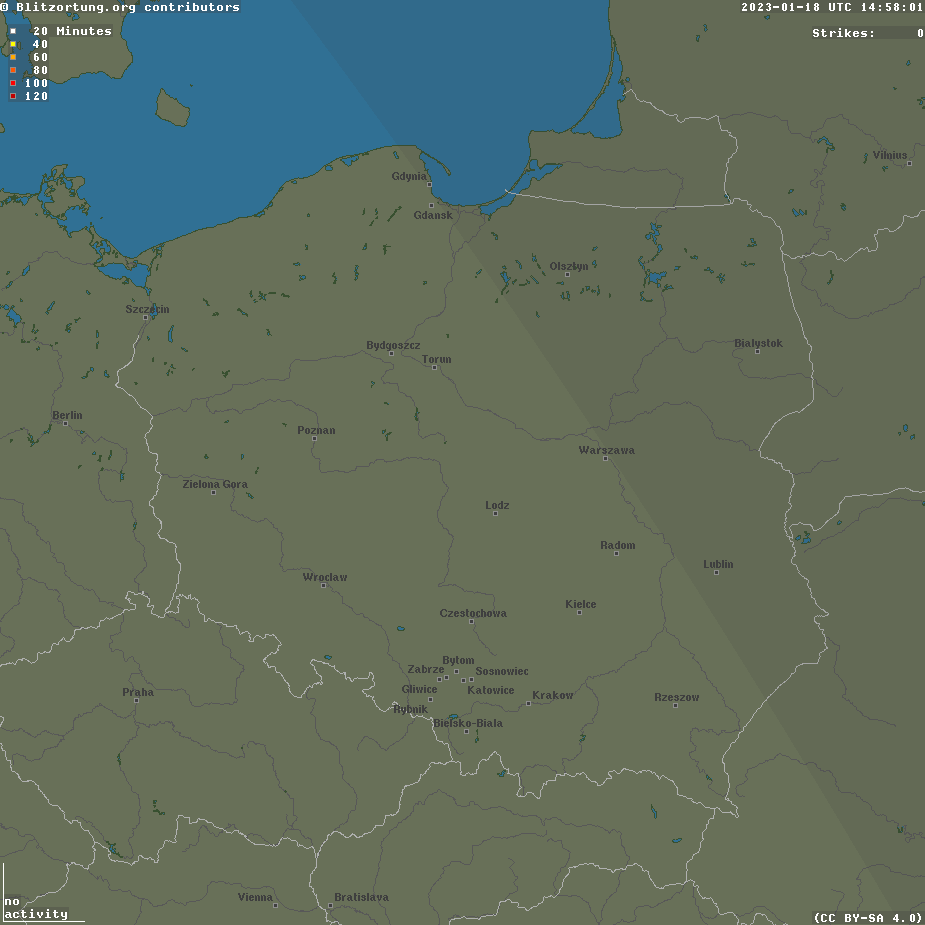 © Blitzortung.org contributors
2023-01-18 UTC 14:58:01
20 Minutes
40
60
80
100
120
Strikes: 0
Vilnius
Gdynia
Gdansk
Olsztyn
Szczecin
Bydgoszcz
Bialystok
Torun
Berlin
Poznan
Warszawa
Zielona Gora
Lodz
Radom
Lublin
Wroclaw
Kielce
Czestochowa
Bytom
Zabrze
Sosnowiec
Gliwice
Katowice
Praha
Krakow
Rzeszow
Rybnik
Bielsko-Biala
Vienna
Bratislava
no
activity
(CC BY-SA 4.0)